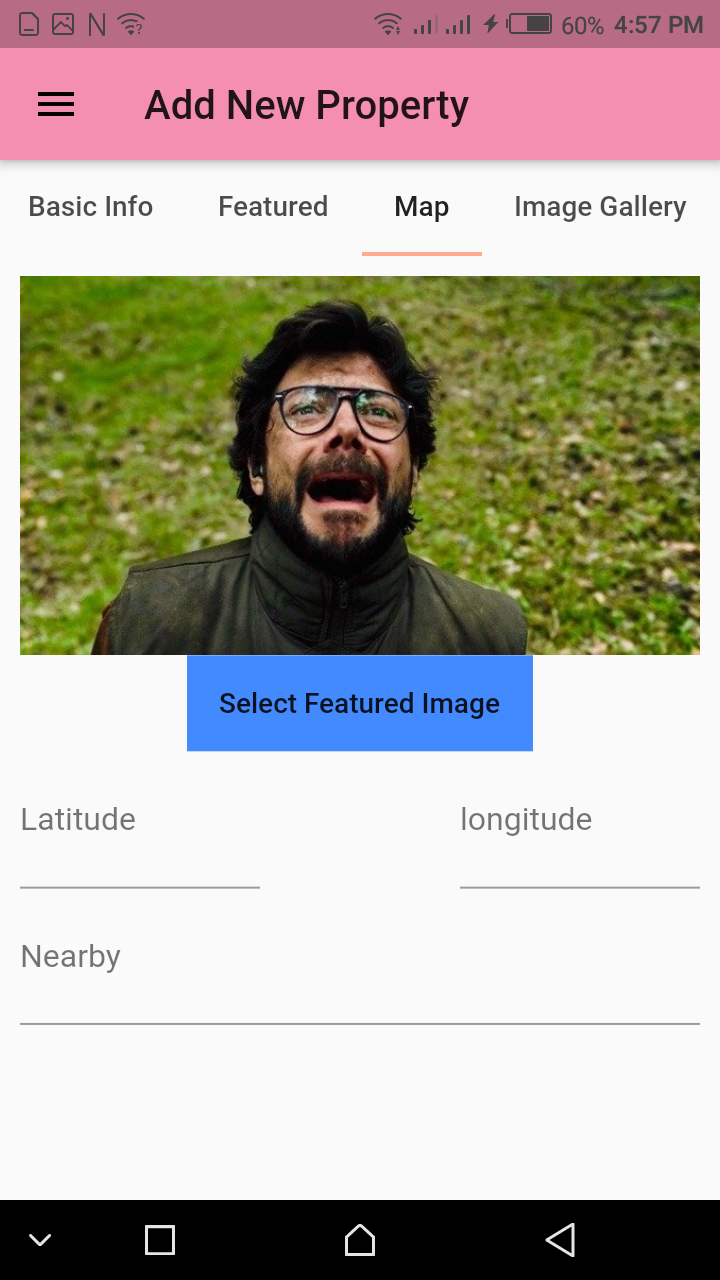 60% 4:57 PM
Add New Property
Basic Info Featured Map Image Gallery
Select Featured Image
Latitude longitude
Nearby